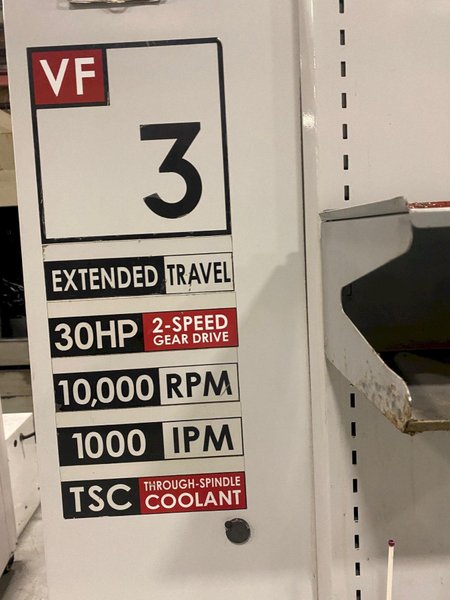 VF
3
EXTENDED TRAVEL
30HP 2-SPEED
GEAR DRIVE
10,000 RPM
1000 IPM
TSC THROUGH-SPINDLE
COOLANT